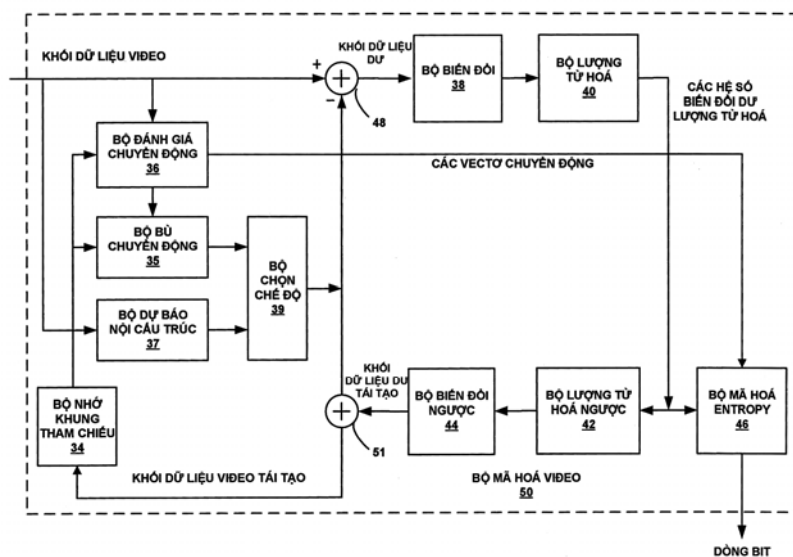 KHỐI DỮ LIỆU VIDEO
KHỐI DỮ LIỆU
DƯ
+
−
48
BỘ BIẾN ĐỔI
38
BỘ LƯỢNG
TỬ HOÁ
40
CÁC HỆ SỐ
BIẾN ĐỔI DƯ
LƯỢNG TỬ HOÁ
BỘ ĐÁNH GIÁ
CHUYỂN ĐỘNG
36
CÁC VECTƠ CHUYỂN ĐỘNG
BỘ BÙ
CHUYỂN ĐỘNG
35
BỘ
CHỌN
CHẾ ĐỘ
39
BỘ DỰ BÁO
NỘI CẤU TRÚC
37
BỘ NHỚ
KHUNG
THAM CHIẾU
34
KHỐI
DỮ LIỆU DƯ
TÁI TẠO
51
BỘ BIẾN ĐỔI
NGƯỢC
44
BỘ LƯỢNG TỬ
HOÁ NGƯỢC
42
BỘ MÃ HOÁ
ENTROPY
46
KHỐI DỮ LIỆU VIDEO TÁI TẠO
BỘ MÃ HOÁ VIDEO
50
DÒNG BIT